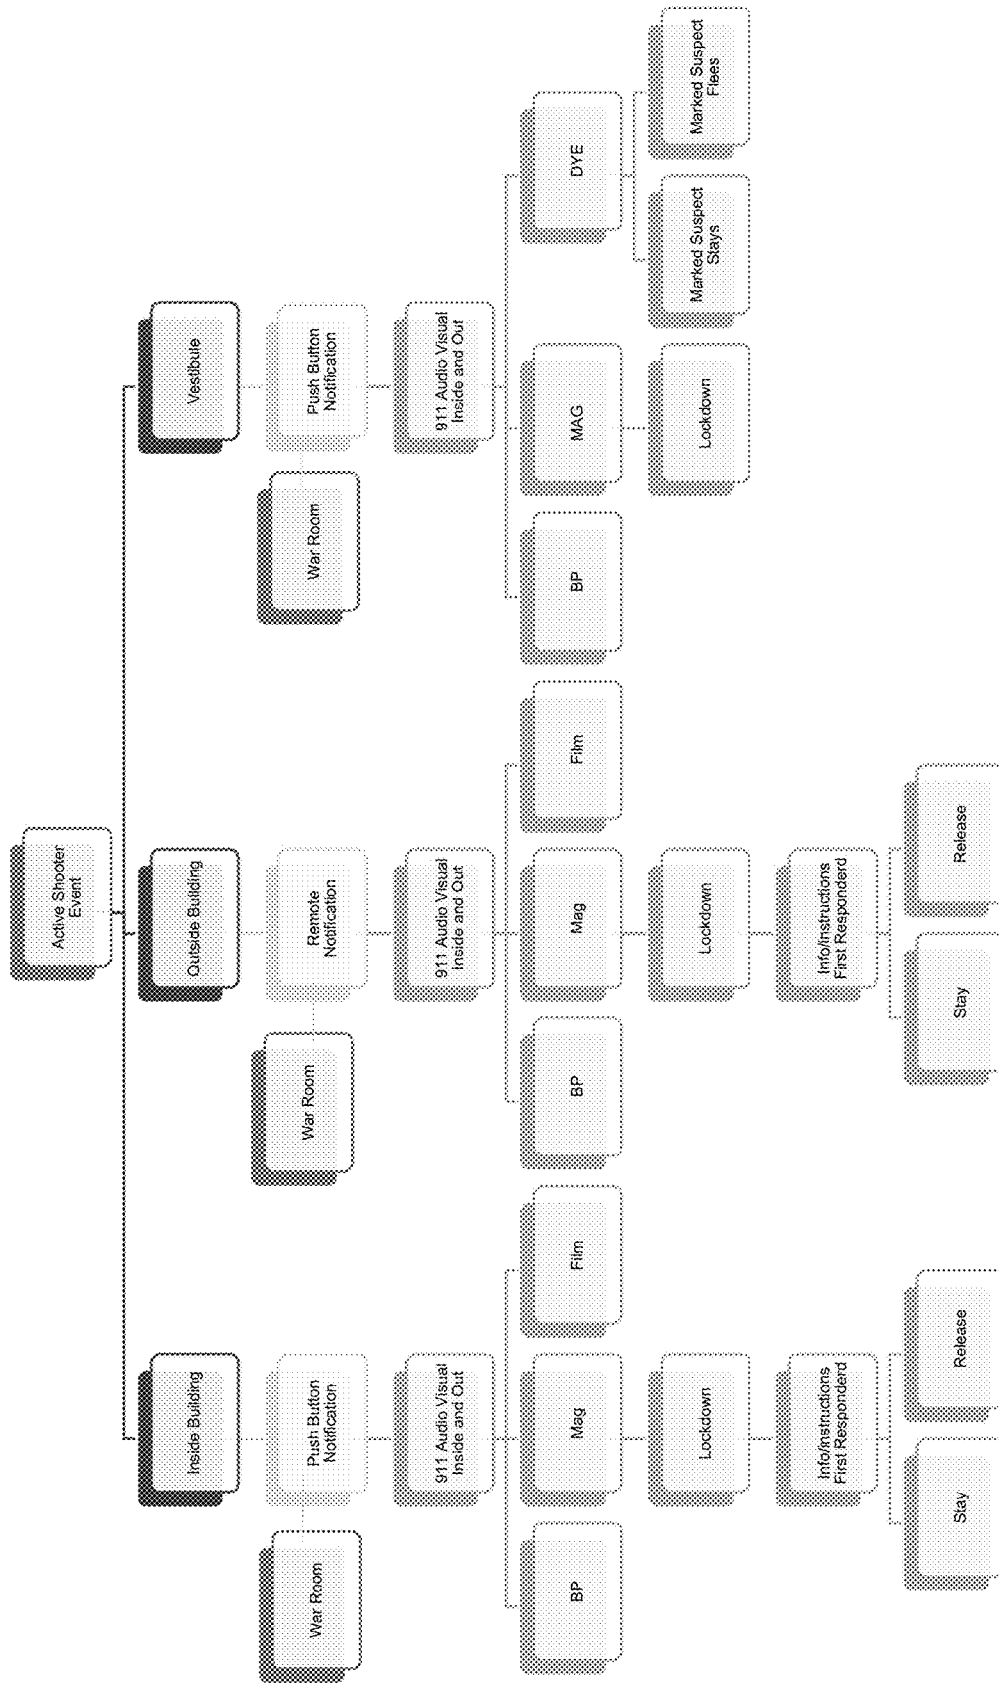 Active Shooter
Event
Inside Building
Outside Building
Vestibule
War Room
Push Button
Notification
War Room
Remote
Notification
War Room
Push Button
Notification
911 Audio Visual
Inside and Out
911 Audio Visual
Inside and Out
911 Audio Visual
Inside and Out
BP
Mag
Film
BP
Mag
Film
BP
MAG
DYE
Lockdown
Lockdown
Lockdown
Marked Suspect
Stays
Marked Suspect
Flees
Info/Instructions
First Responderd
Info/Instructions
First Responderd
Stay
Release
Stay
Release